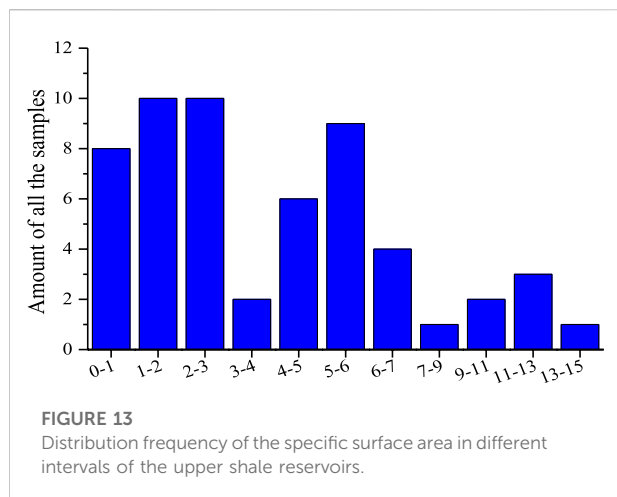 12
10
8
6
4
2
0
Amount of all the samples
0-1 1-2 2-3 3-4 4-5 5-6 6-7 7-9 9-11 11-13 13-15
FIGURE 13
Distribution frequency of the specific surface area in different
intervals of the upper shale reservoirs.